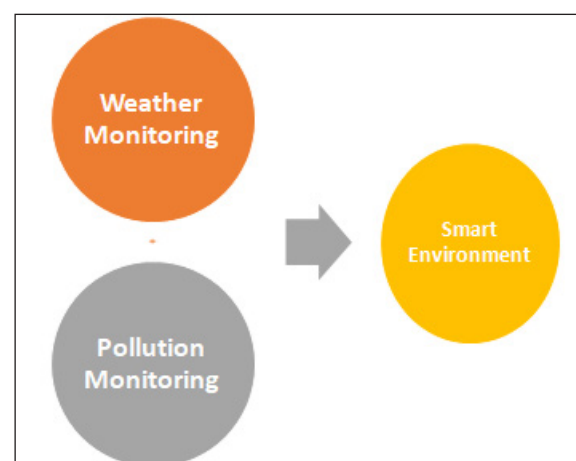 Weather
Monitoring
+
Pollution
Monitoring
Smart
Environment